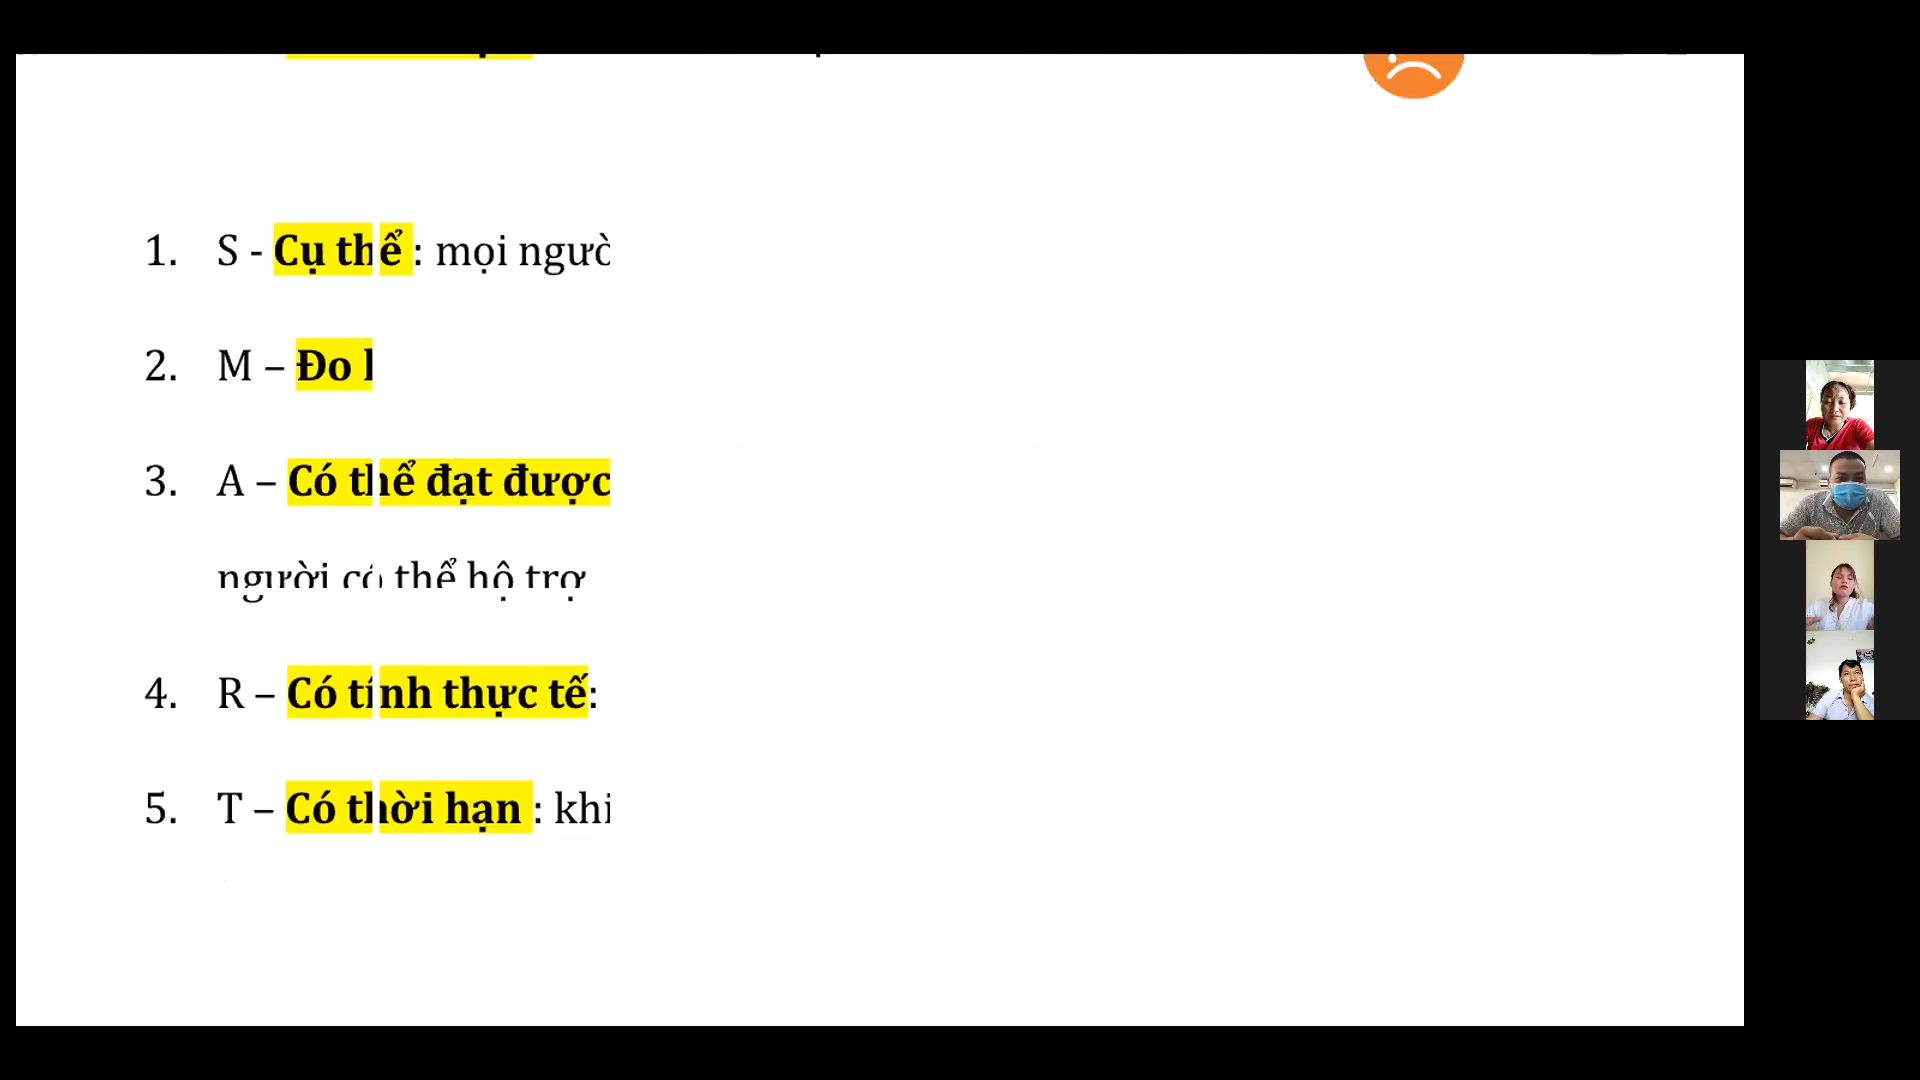 1. S - Cụ thể : mọi
2. M – Đo
3. A – Có thể đạt được
người có thể hộ trợ
4. R – Có tính thực tế:
5. T – Có thời hạn : khi